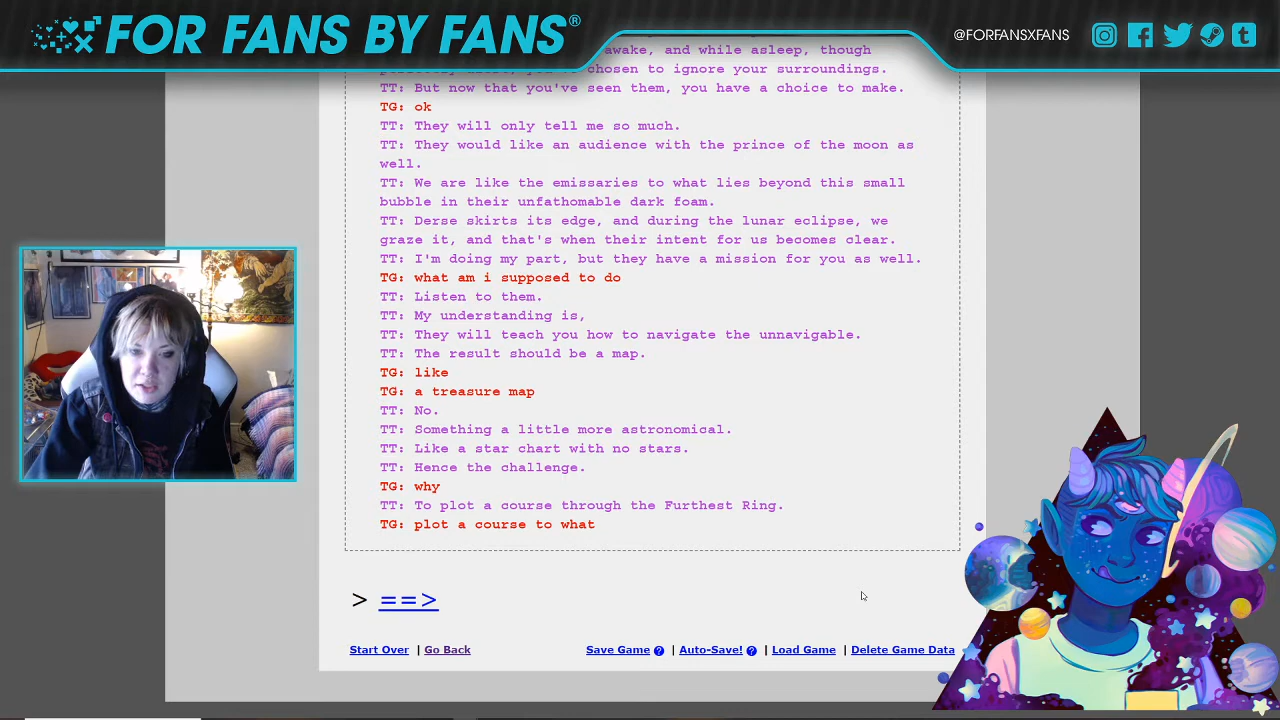 FOR FANS BY FANS®
@FORFANSXFANS
awake, and while asleep, though
chosen to ignore your surroundings.
TT: But now that you've seen them, you have a choice to make.
TG: ok
TT: They will only tell me so much.
TT: They would like an audience with the prince of the moon as
well.
TT: We are like the emissaries to what lies beyond this small
bubble in their unfathomable dark foam.
TT: Derse skirts its edge, and during the lunar eclipse, we
graze it, and that's when their intent for us becomes clear.
TT: I'm doing my part, but they have a mission for you as well.
TG: what am i supposed to do
TT: Listen to them.
TT: My understanding is,
TT: They will teach you how to navigate the unnavigable.
TT: The result should be a map.
TG: like
TG: a treasure map
TT: No.
TT: Something a little more astronomical.
TT: Like a star chart with no stars.
TT: Hence the challenge.
TG: why
TT: To plot a course through the Furthest Ring.
TG: plot a course to what
> ==>
Start Over | Go Back Save Game ? | Auto-Save! ? | Load Game | Delete Game Data